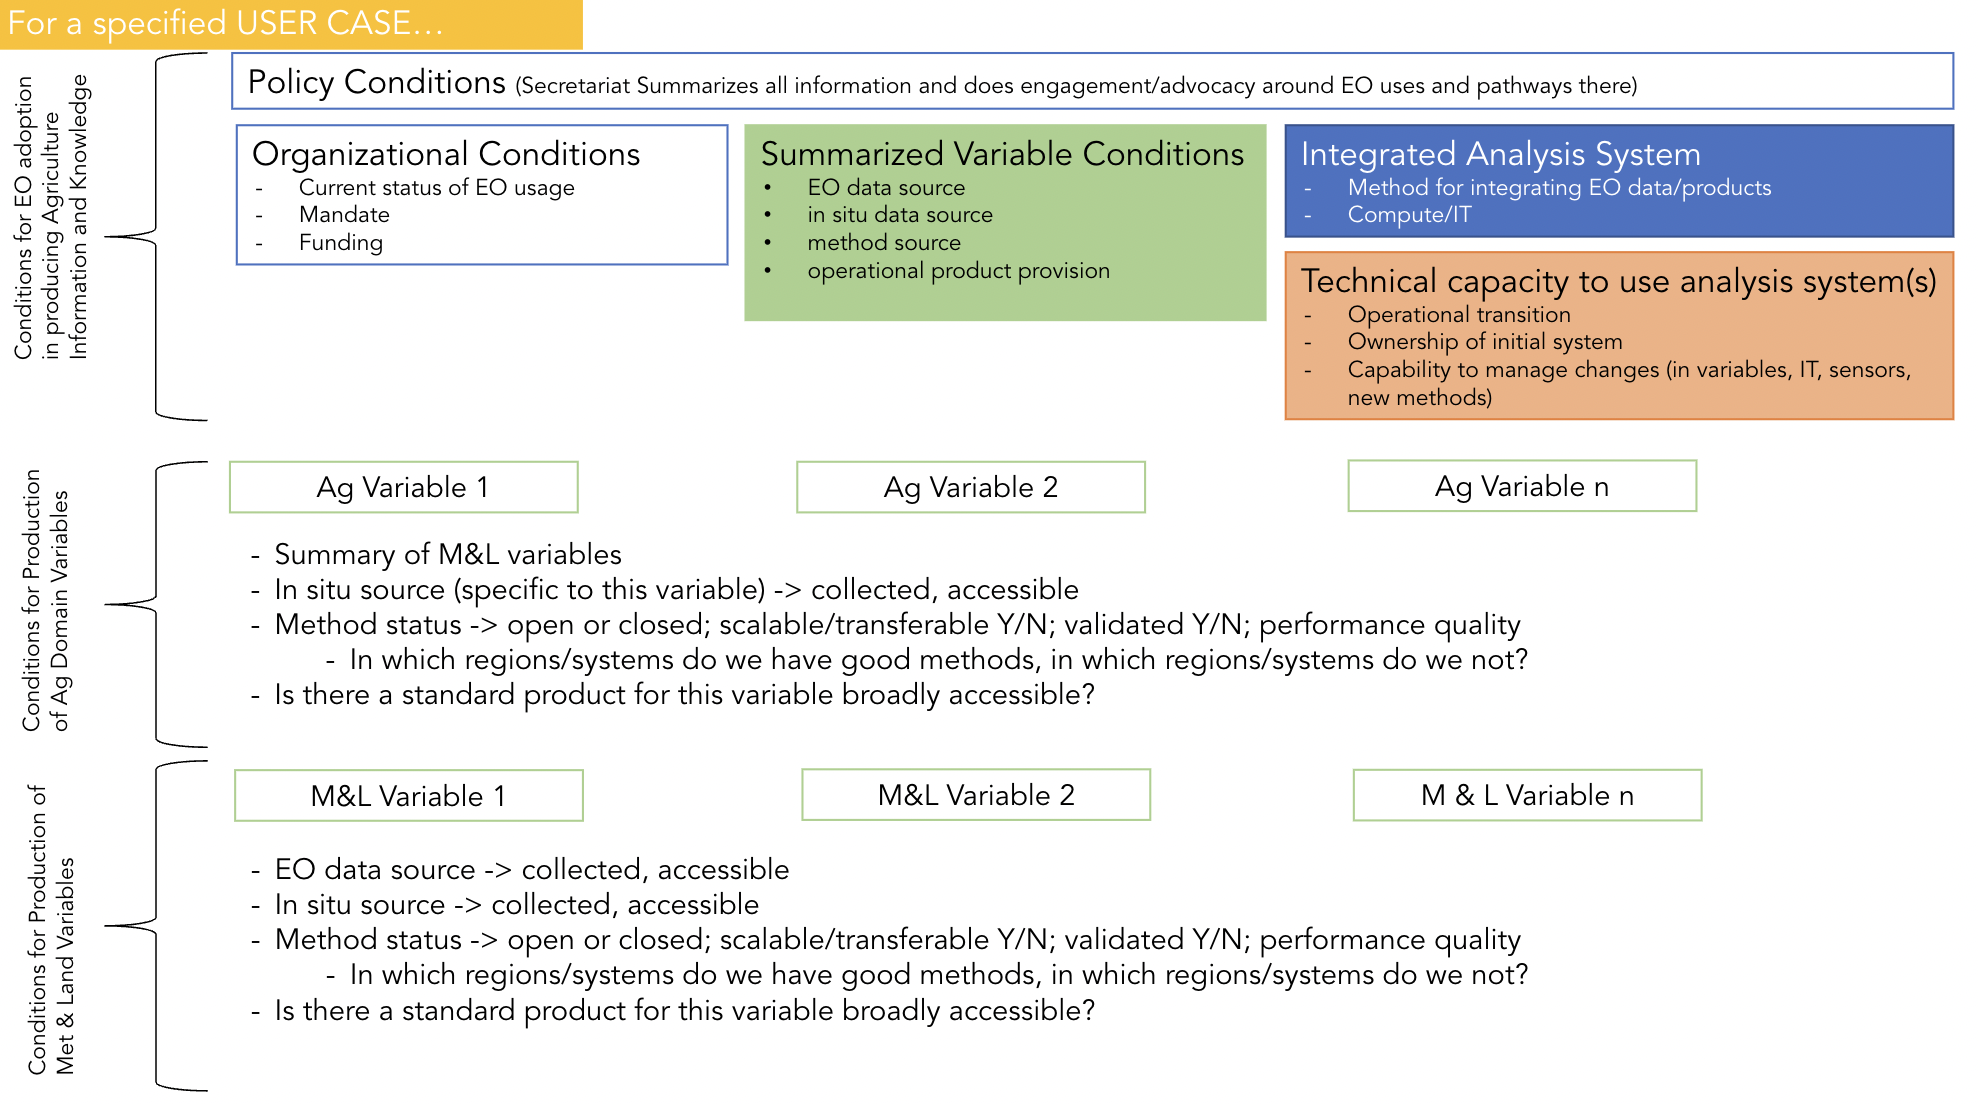 For a specified USER CASE...
Conditions for EO adoption
in producing Agriculture
Information and Knowledge
Policy Conditions (Secretariat Summarizes all information and does engagement/advocacy around EO uses and pathways there)
Organizational Conditions
- Current status of EO usage
- Mandate
- Funding
Summarized Variable Conditions
• EO data source
• in situ data source
• method source
• operational product provision
Integrated Analysis System
- Method for integrating EO data/products
- Compute/IT
Technical capacity to use analysis system(s)
- Operational transition
- Ownership of initial system
- Capability to manage changes (in variables, IT, sensors,
new methods)
Conditions for Production
of Ag Domain Variables
Ag Variable 1
Ag Variable 2
Ag Variable n
- Summary of M&L variables
- In situ source (specific to this variable) -> collected, accessible
- Method status -> open or closed; scalable/transferable Y/N; validated Y/N; performance quality
- In which regions/systems do we have good methods, in which regions/systems do we not?
- Is there a standard product for this variable broadly accessible?
Conditions for Production of
Met & Land Variables
M&L Variable 1
M&L Variable 2
M & L Variable n
- EO data source -> collected, accessible
- In situ source -> collected, accessible
- Method status -> open or closed; scalable/transferable Y/N; validated Y/N; performance quality
- In which regions/systems do we have good methods, in which regions/systems do we not?
- Is there a standard product for this variable broadly accessible?